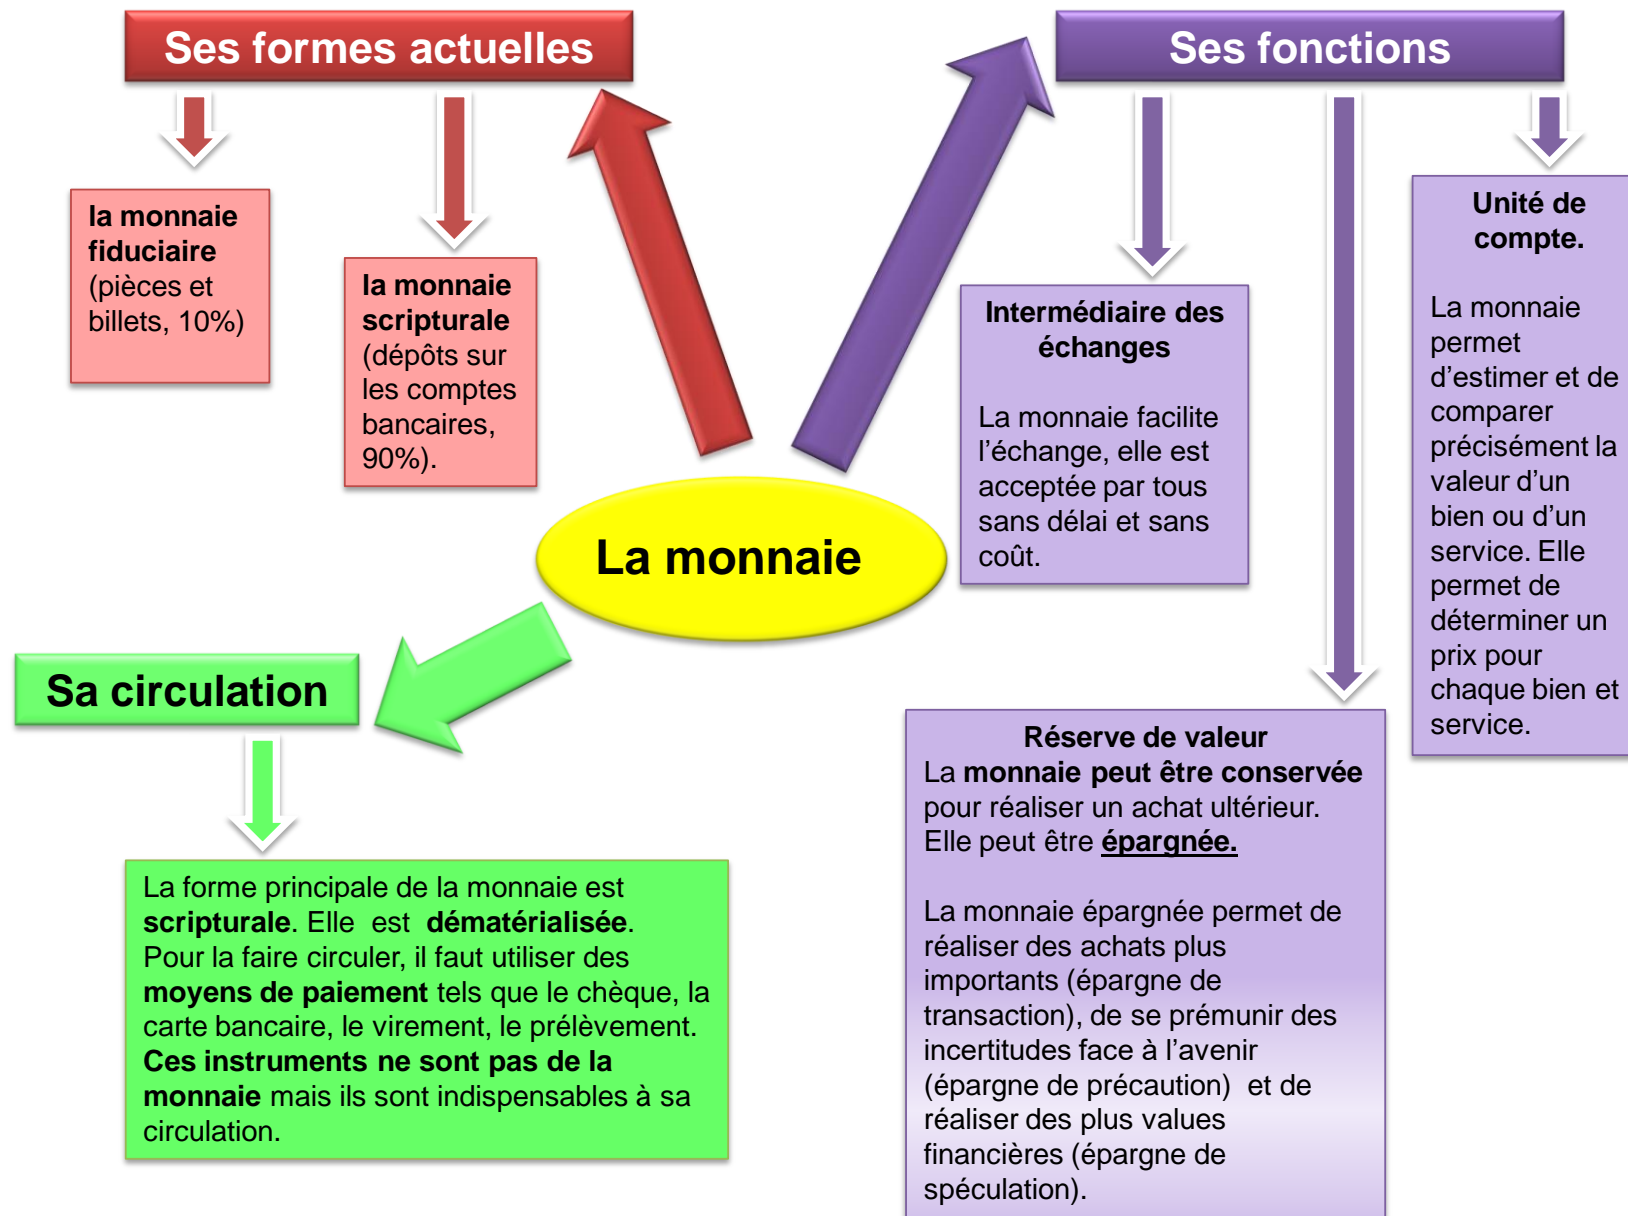 Ses formes actuelles
la monnaie
fiduciaire
(pièces et
billets, 10%)
la monnaie
scripturale
(dépôts sur
les comptes
bancaires,
90%).
Ses fonctions
Intermédiaire des
échanges
La monnaie facilite
l’échange, elle est
acceptée par tous
sans délai et sans
coût.
Unité de
compte.
La monnaie
permet
d’estimer et de
comparer
précisément la
valeur d’un
bien ou d’un
service. Elle
permet de
déterminer un
prix pour
chaque bien et
service.
La monnaie
Sa circulation
La forme principale de la monnaie est
scripturale. Elle  est  dématérialisée.
Pour la faire circuler, il faut utiliser des
moyens de paiement tels que le chèque, la
carte bancaire, le virement, le prélèvement.
Ces instruments ne sont pas de la
monnaie mais ils sont indispensables à sa
circulation.
Réserve de valeur
La monnaie peut être conservée
pour réaliser un achat ultérieur.
Elle peut être épargnée.
La monnaie épargnée permet de
réaliser des achats plus
importants (épargne de
transaction), de se prémunir des
incertitudes face à l’avenir
(épargne de précaution)  et de
réaliser des plus values
financières (épargne de
spéculation).